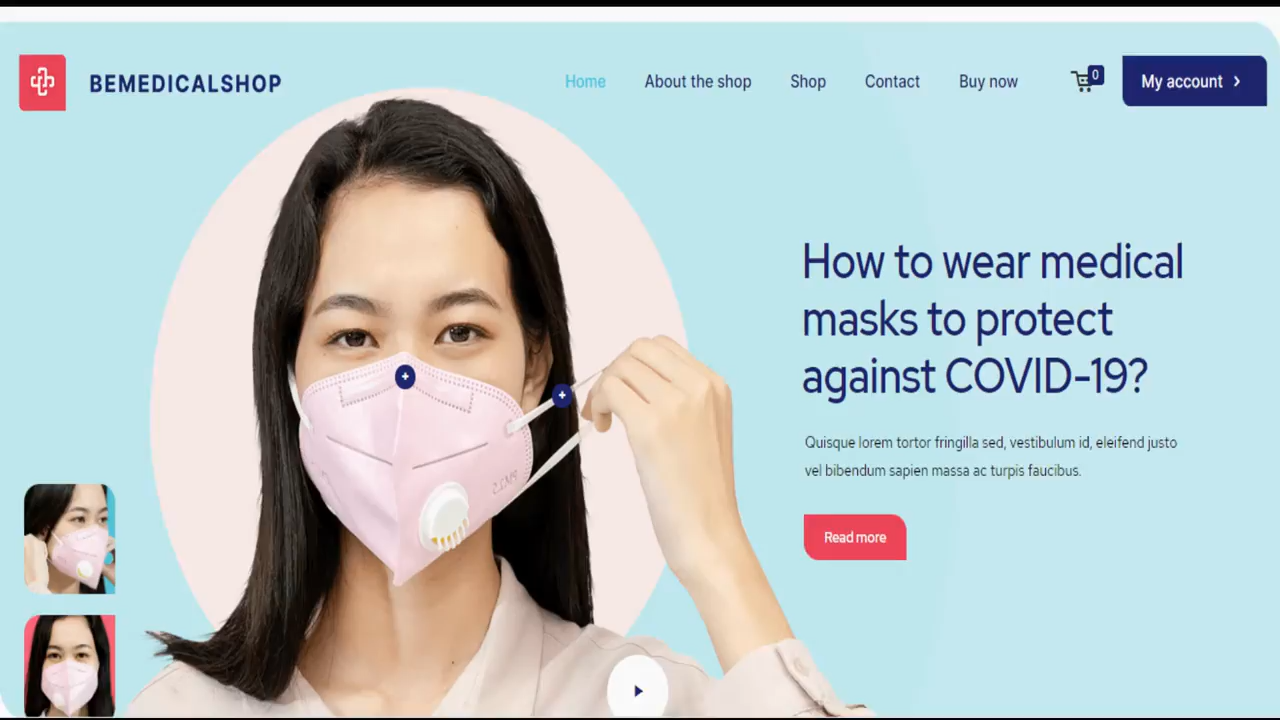 BEMEDICALSHOP
Home About the shop Shop Contact Buy now 0 My account
How to wear medical
masks to protect
against COVID-19?
Quisque lorem tortor fringilla sed, vestibulum id, eleifend justo
vel bibendum sapien massa ac turpis faucibus.
Read more